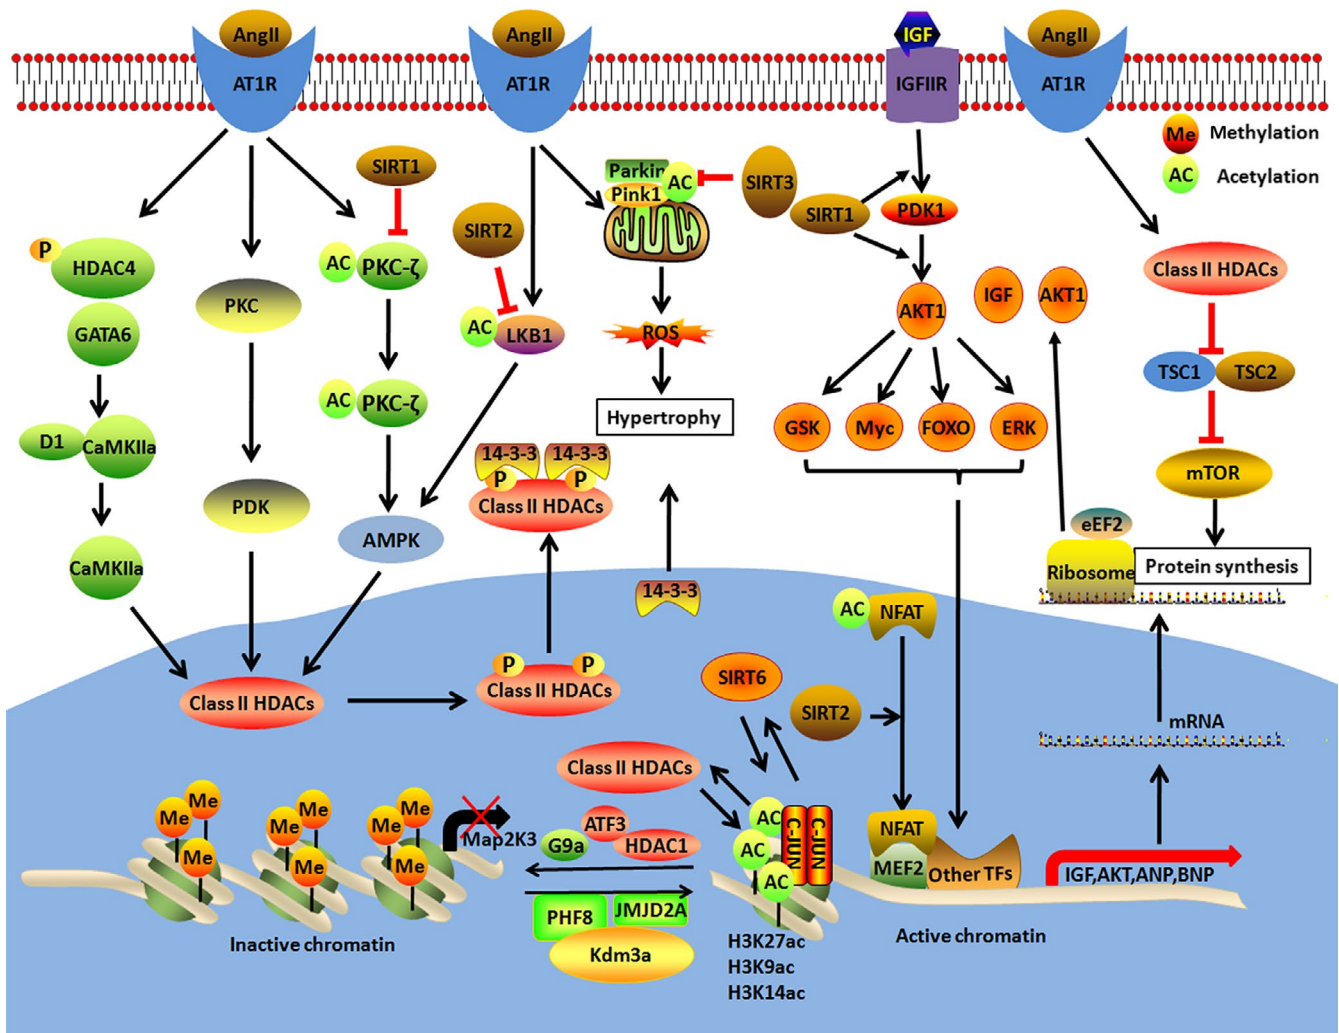 AngII
AT1R
AngII
AT1R
IGF
IGFIIR
AngII
AT1R
Me Methylation
AC Acetylation
SIRT1
SIRT2
Parkin
Pink1
AC
SIRT3
SIRT1
PDK1
P
HDAC4
GATA6
D1
CaMKIIa
CaMKIIa
PKC
PDK
AC
PKC-ζ
AC
PKC-ζ
AMPK
AC
LKB1
ROS
Hypertrophy
14-3-3
14-3-3
P
P
Class II HDACs
AKT1
IGF
AKT1
GSK
Myc
FOXO
ERK
Class II HDACs
TSC1
TSC2
mTOR
eEF2
Ribosome
Protein synthesis
14-3-3
AC
NFAT
Class II HDACs
P
P
Class II HDACs
SIRT6
SIRT2
mRNA
Class II HDACs
Me
Me
Me
Me
Me
Me
Me
Me
Me
Map2K3
G9a
ATF3
HDAC1
AC
AC
AC
C-JUN
C-JUN
NFAT
MEF2
Other TFs
IGF,AKT,ANP,BNP
PHF8
JMJD2A
Kdm3a
Inactive chromatin
H3K27ac
H3K9ac
H3K14ac
Active chromatin